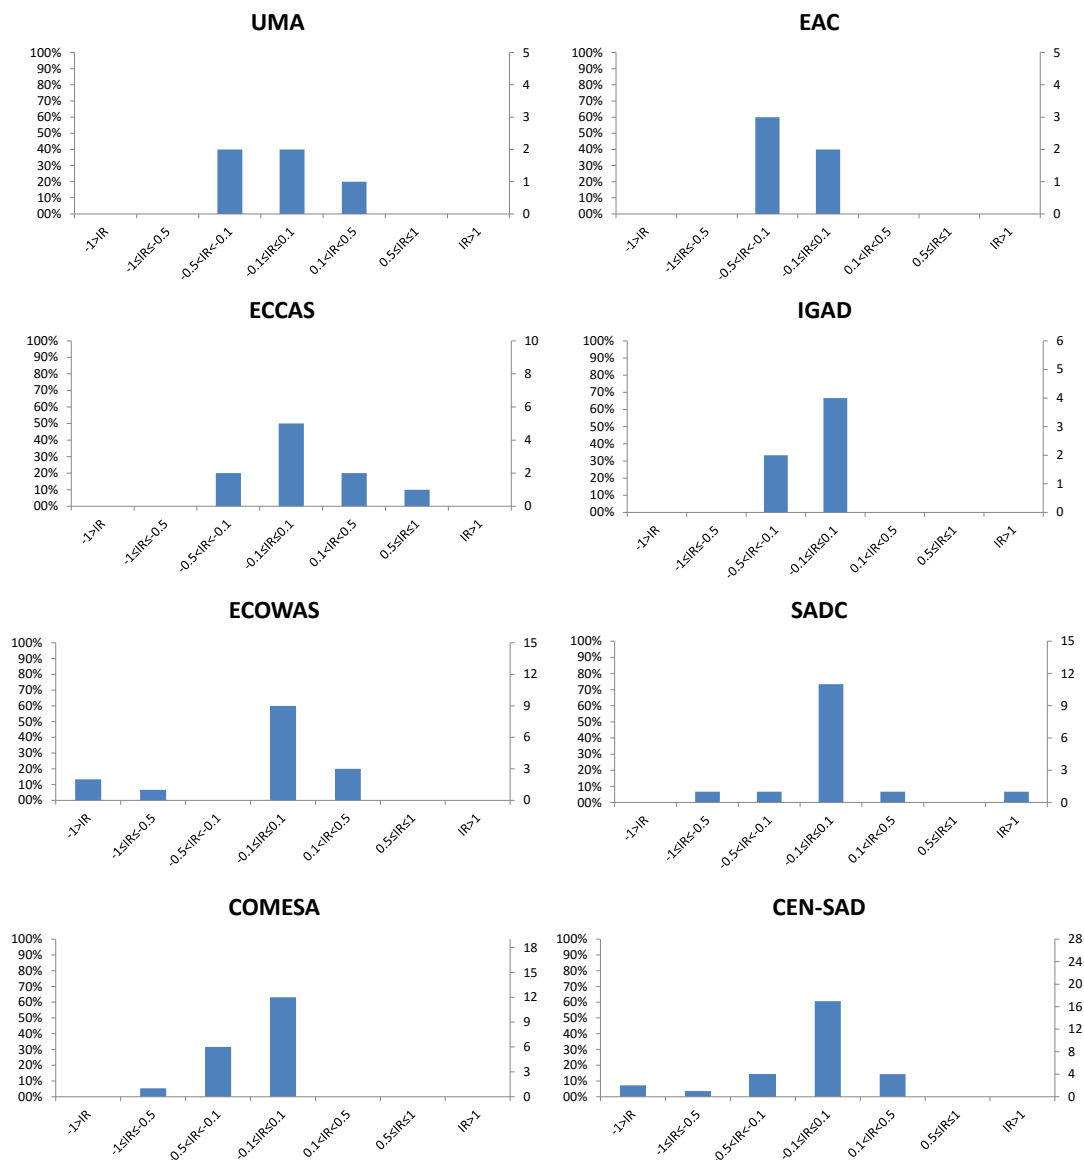 UMA
100%
90%
80%
70%
60%
50%
40%
30%
20%
10%
00%
5
4
3
2
1
0
-1>IR
-1≤IR≤-0.5
-0.5<IR<-0.1
-0.1≤IR≤0.1
0.1<IR<0.5
0.5≤IR≤1
IR>1
EAC
100%
90%
80%
70%
60%
50%
40%
30%
20%
10%
00%
5
4
3
2
1
0
-1>IR
-1≤IR≤-0.5
-0.5<IR<-0.1
-0.1≤IR≤0.1
0.1<IR<0.5
0.5≤IR≤1
IR>1
ECCAS
100%
90%
80%
70%
60%
50%
40%
30%
20%
10%
00%
10
8
6
4
2
0
-1>IR
-1≤IR≤-0.5
-0.5<IR<-0.1
-0.1≤IR≤0.1
0.1<IR<0.5
0.5≤IR≤1
IR>1
IGAD
100%
90%
80%
70%
60%
50%
40%
30%
20%
10%
00%
6
5
4
3
2
1
0
-1>IR
-1≤IR≤-0.5
-0.5<IR<-0.1
-0.1≤IR≤0.1
0.1<IR<0.5
0.5≤IR≤1
IR>1
ECOWAS
100%
90%
80%
70%
60%
50%
40%
30%
20%
10%
00%
15
12
9
6
3
0
-1>IR
-1≤IR≤-0.5
-0.5<IR<-0.1
-0.1≤IR≤0.1
0.1<IR<0.5
0.5≤IR≤1
IR>1
SADC
100%
90%
80%
70%
60%
50%
40%
30%
20%
10%
00%
15
12
9
6
3
0
-1>IR
-1≤IR≤-0.5
-0.5<IR<-0.1
-0.1≤IR≤0.1
0.1<IR<0.5
0.5≤IR≤1
IR>1
COMESA
100%
90%
80%
70%
60%
50%
40%
30%
20%
10%
00%
18
15
12
9
6
3
0
-1>IR
-1≤IR≤-0.5
-0.5<IR<-0.1
-0.1≤IR≤0.1
0.1<IR<0.5
0.5≤IR≤1
IR>1
CEN-SAD
100%
90%
80%
70%
60%
50%
40%
30%
20%
10%
00%
28
24
20
16
12
8
4
0
-1>IR
-1≤IR≤-0.5
-0.5<IR<-0.1
-0.1≤IR≤0.1
0.1<IR<0.5
0.5≤IR≤1
IR>1